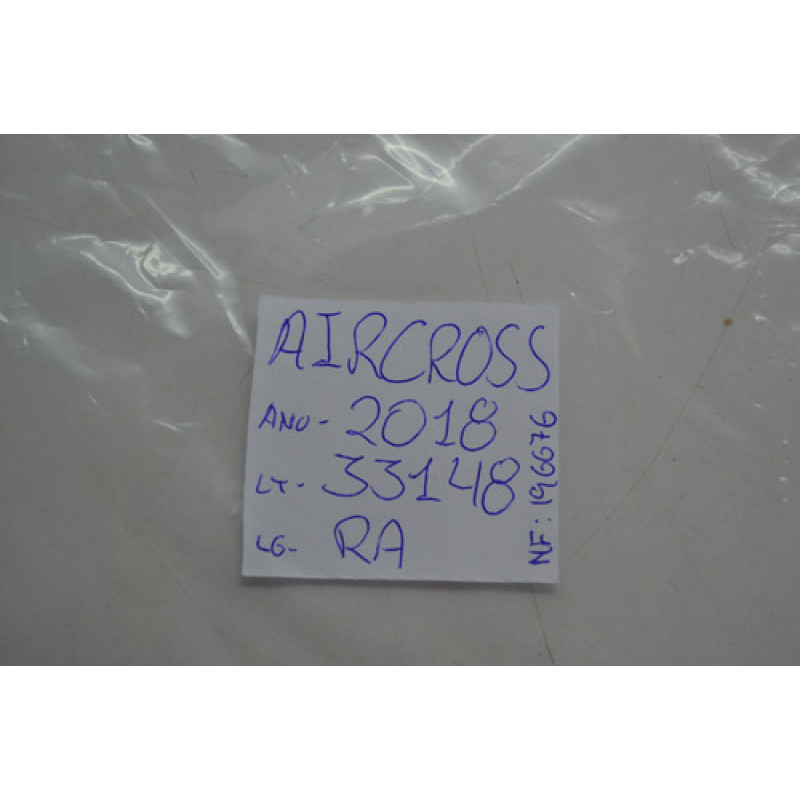 AIRCROSS
ANO- 2018
LT- 33148
LG- RA
NF: 196676